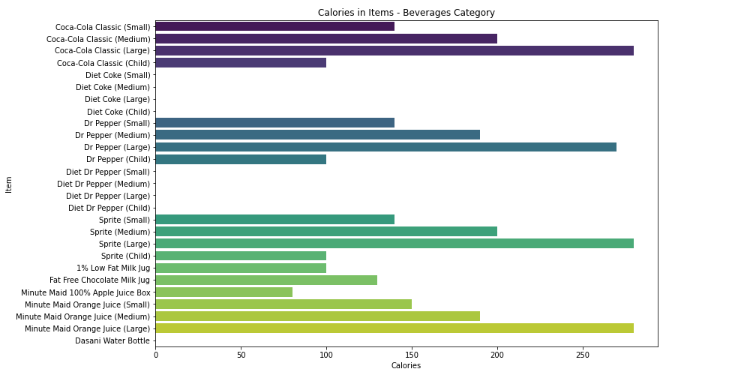 Calories in Items - Beverages Category
Coca-Cola Classic (Small)
Coca-Cola Classic (Medium)
Coca-Cola Classic (Large)
Coca-Cola Classic (Child)
Diet Coke (Small)
Diet Coke (Medium)
Diet Coke (Large)
Diet Coke (Child)
Dr Pepper (Small)
Dr Pepper (Medium)
Dr Pepper (Large)
Dr Pepper (Child)
Diet Dr Pepper (Small)
Diet Dr Pepper (Medium)
Diet Dr Pepper (Large)
Diet Dr Pepper (Child)
Sprite (Small)
Sprite (Medium)
Sprite (Large)
Sprite (Child)
1% Low Fat Milk Jug
Fat Free Chocolate Milk Jug
Minute Maid 100% Apple Juice Box
Minute Maid Orange Juice (Small)
Minute Maid Orange Juice (Medium)
Minute Maid Orange Juice (Large)
Dasani Water Bottle
Item
0 50 100 150 200 250
Calories